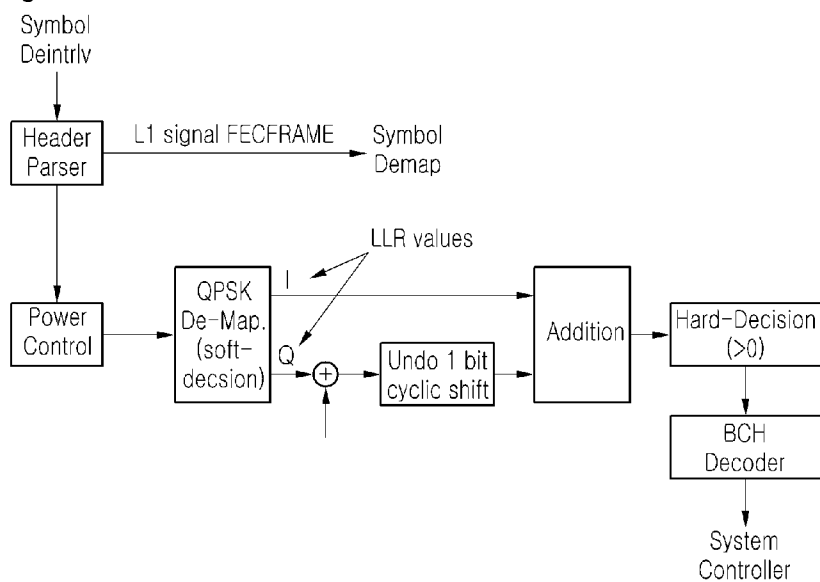 Symbol
Deintrlv
Header
Parser
L1 signal FECFRAME
Symbol
Demap
LLR values
Power
Control
QPSK
De-Map.
(soft-
decsion)
I
Q
+
Undo 1 bit
cyclic shift
Addition
Hard-Decision
(>0)
BCH
Decoder
System
Controller